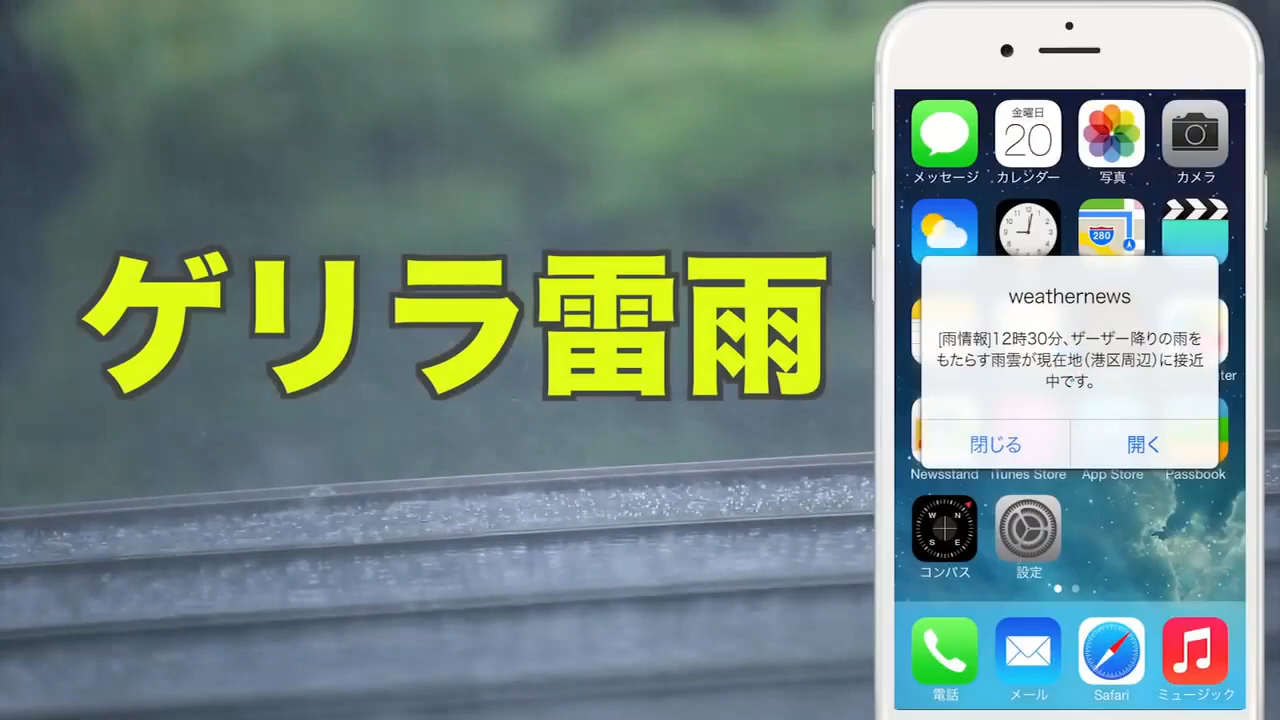 ゲリラ雷雨
金曜日
20
メッセージ
カレンダー
写真
カメラ
280
weathernews
[雨情報]12時30分、ザーザー降りの雨を
もたらす雨雲が現在地(港区周辺)に接近
中です。
ter
閉じる
開く
Newsstand
iTunes Store
App Store
Passbook
W
N
S
E
コンパス
設定
電話
メール
Safari
ミュージック